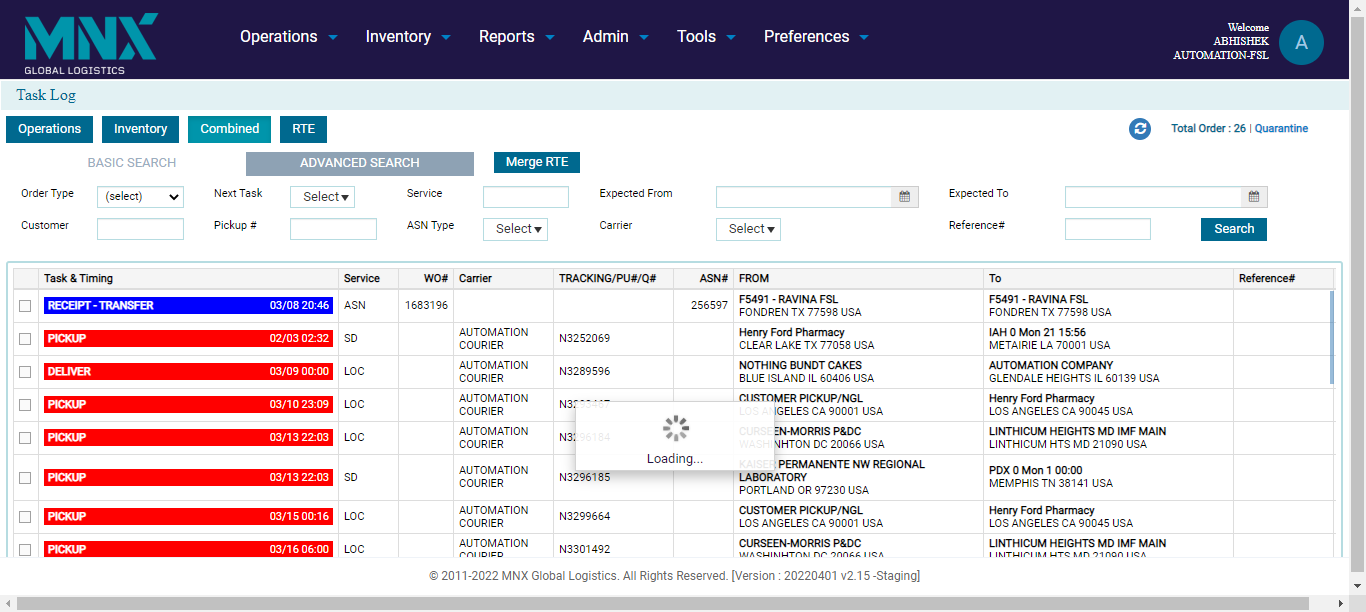 MNX
GLOBAL LOGISTICS
Operations Inventory Reports Admin Tools Preferences
Welcome
ABHISHEK
AUTOMATION-FSL
A
Task Log
Operations Inventory Combined RTE
Total Order : 26 | Quarantine
BASIC SEARCH ADVANCED SEARCH Merge RTE
Order Type (select) Next Task Select Service Expected From Expected To
Customer Pickup # ASN Type Select Carrier Select Reference# Search
Task & Timing Service WO# Carrier TRACKING/PU#/Q# ASN# FROM To Reference#
RECEIPT - TRANSFER 03/08 20:46 ASN 1683196 256597 F5491 - RAVINA FSL F5491 - RAVINA FSL
FONDREN TX 77598 USA FONDREN TX 77598 USA
PICKUP 02/03 02:32 SD AUTOMATION COURIER N3252069 Henry Ford Pharmacy IAH 0 Mon 21 15:56
CLEAR LAKE TX 77058 USA METAIRIE LA 70001 USA
DELIVER 03/09 00:00 LOC AUTOMATION COURIER N3289596 NOTHING BUNDT CAKES AUTOMATION COMPANY
BLUE ISLAND IL 60406 USA GLENDALE HEIGHTS IL 60139 USA
PICKUP 03/10 23:09 LOC AUTOMATION COURIER CUSTOMER PICKUP/NGL Henry Ford Pharmacy
LOS ANGELES CA 90001 USA LOS ANGELES CA 90045 USA
PICKUP 03/13 22:03 LOC AUTOMATION COURIER N3296184 CURSEEN-MORRIS P&DC LINTHICUM HEIGHTS MD IMF MAIN
WASHINHTON DC 20066 USA LINTHICUM HTS MD 21090 USA
Loading...
PICKUP 03/13 22:03 SD AUTOMATION COURIER N3296185 KAISER PERMANENTE NW REGIONAL PDX 0 Mon 1 00:00
LABORATORY MEMPHIS TN 38141 USA
PORTLAND OR 97230 USA
PICKUP 03/15 00:16 LOC AUTOMATION COURIER N3299664 CUSTOMER PICKUP/NGL Henry Ford Pharmacy
LOS ANGELES CA 90001 USA LOS ANGELES CA 90045 USA
PICKUP 03/16 06:00 LOC AUTOMATION COURIER N3301492 CURSEEN-MORRIS P&DC LINTHICUM HEIGHTS MD IMF MAIN
WASHINHTON DC 20066 USA LINTHICUM HTS MD 21090 USA
© 2011-2022 MNX Global Logistics. All Rights Reserved. [Version : 20220401 v2.15 -Staging]